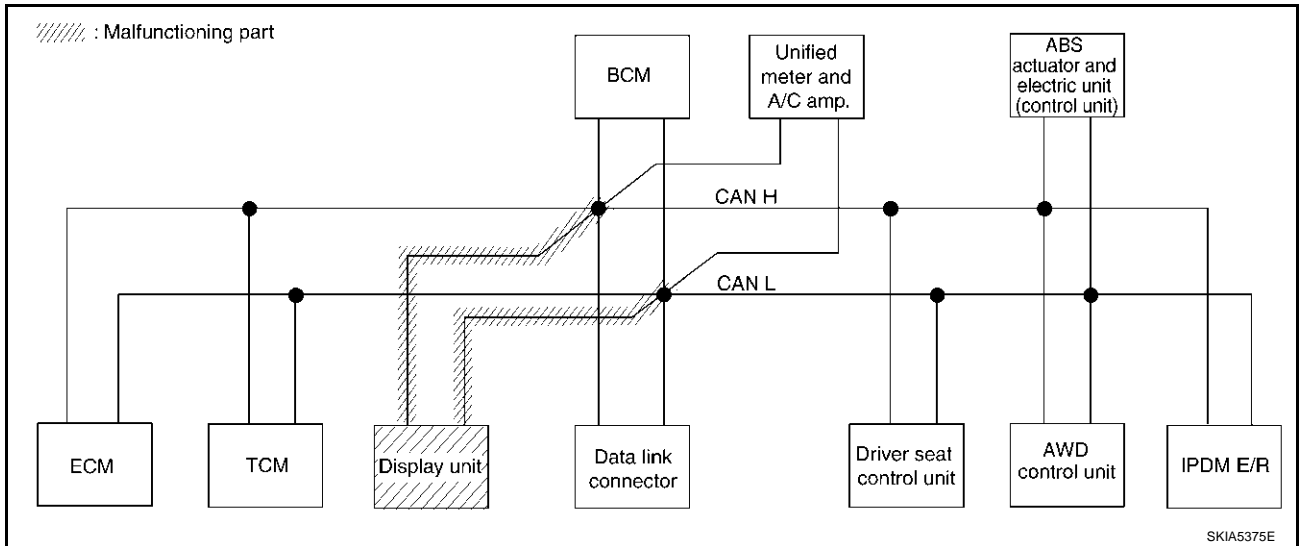 : Malfunctioning part
BCM
Unified
meter and
A/C amp.
ABS
actuator and
electric unit
(control unit)
CAN H
CAN L
ECM
TCM
Display unit
Data link
connector
Driver seat
control unit
AWD
control unit
IPDM E/R
SKIA5375E